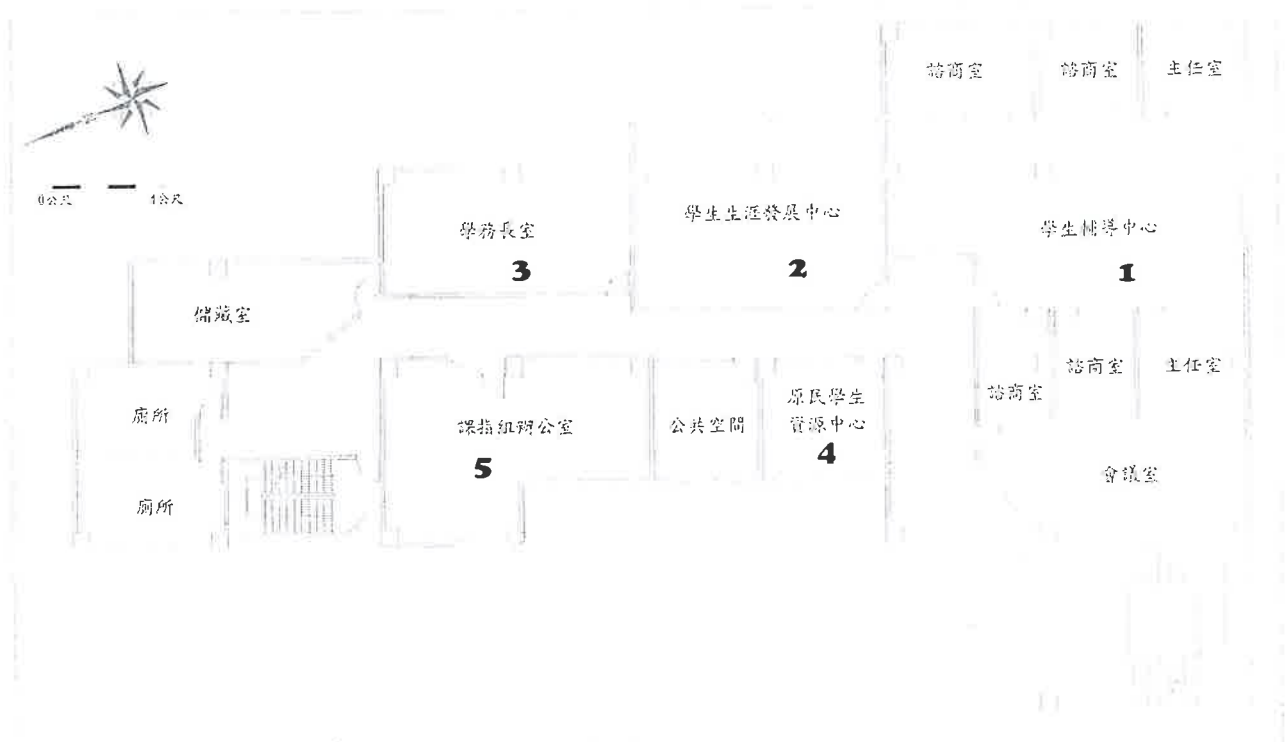 諮商室
諮商室
主任室
0公尺
4公尺
學務長室
3
學生生涯發展中心
2
學生輔導中心
1
儲藏室
廁所
廁所
課指組辦公室
5
公共空間
原民學生
資源中心
4
諮商室
諮商室
主任室
會議室